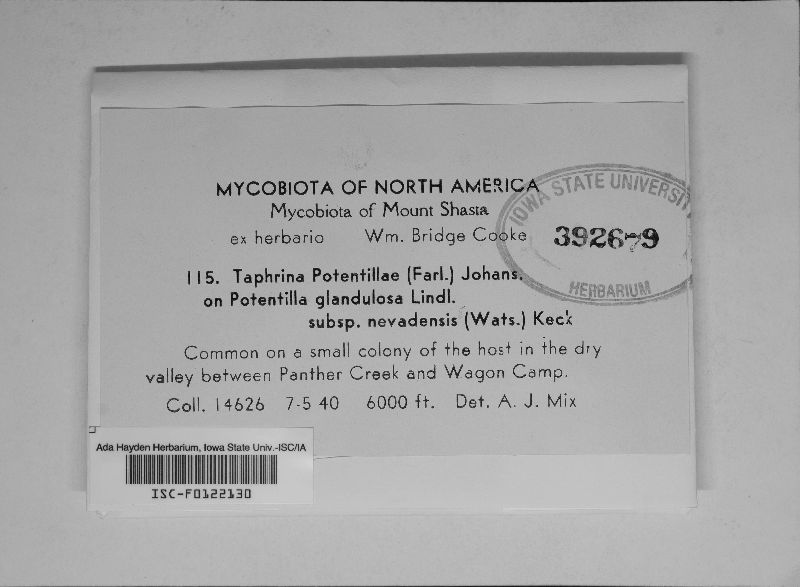 MYCOBIOTA OF NORTH AMERICA
Mycobiota of Mount Shasta
ex herbario Wm. Bridge Cooke
IOWA STATE UNIVERSITY
392679
HERBARIUM
115. Taphrina Potentillae (Farl.) Johans.
on Potentilla glandulosa Lindl.
subsp. nevadensis (Wats.) Keck
Common on a small colony of the host in the dry
valley between Panther Creek and Wagon Camp.
Coll. 14626 7-5 40 6000 ft. Det. A. J. Mix
Ada Hayden Herbarium, Iowa State Univ.-ISC/IA
ISC-F0122130